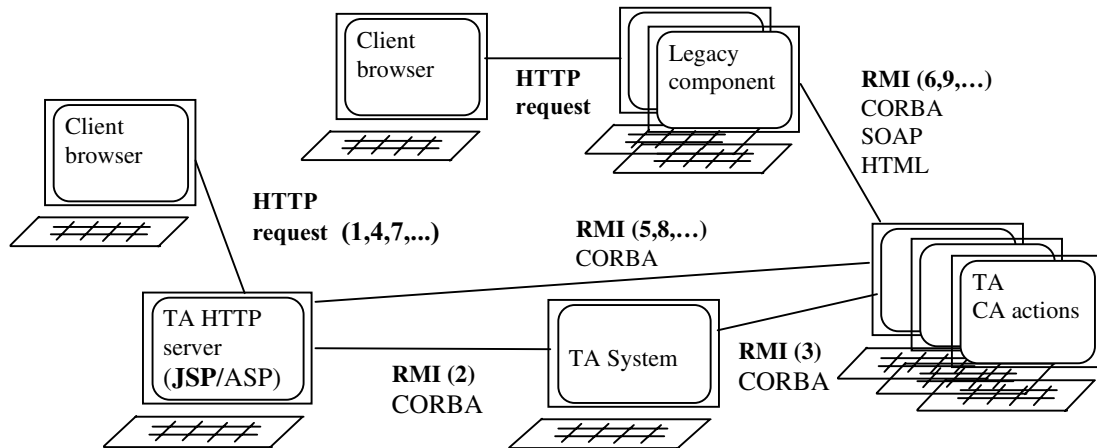 Client
browser
HTTP
request
Legacy
component
RMI (6,9,…)
CORBA
SOAP
HTML
Client
browser
HTTP
request (1,4,7,...)
RMI (5,8,…)
CORBA
TA HTTP
server
(JSP/ASP)
RMI (2)
CORBA
TA System
RMI (3)
CORBA
TA
CA actions